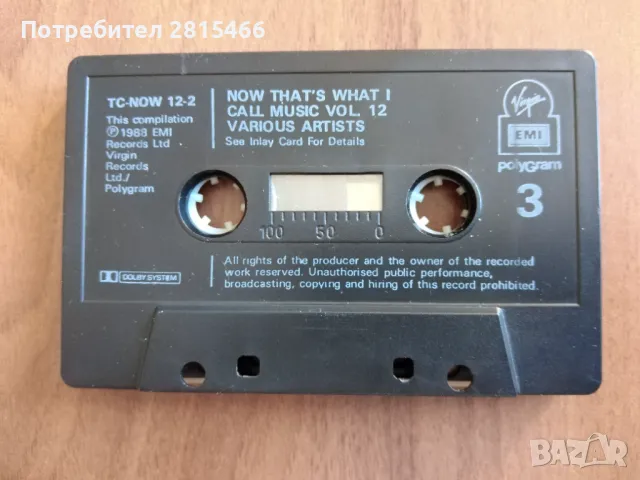 Потребител 2815466
TC-NOW 12-2
This compilation
Ⓟ1988 EMI
Records Ltd
Virgin
Records
Ltd./
Polygram
NOW THAT'S WHAT I
CALL MUSIC VOL. 12
VARIOUS ARTISTS
See Inlay Card For Details
Virgin
EMI
PolyGram
3
100 50 0
DOLBY SYSTEM
All rights of the producer and the owner of the recorded
work reserved. Unauthorised public performance,
broadcasting, copying and hiring of this record prohibited.
BAZAR